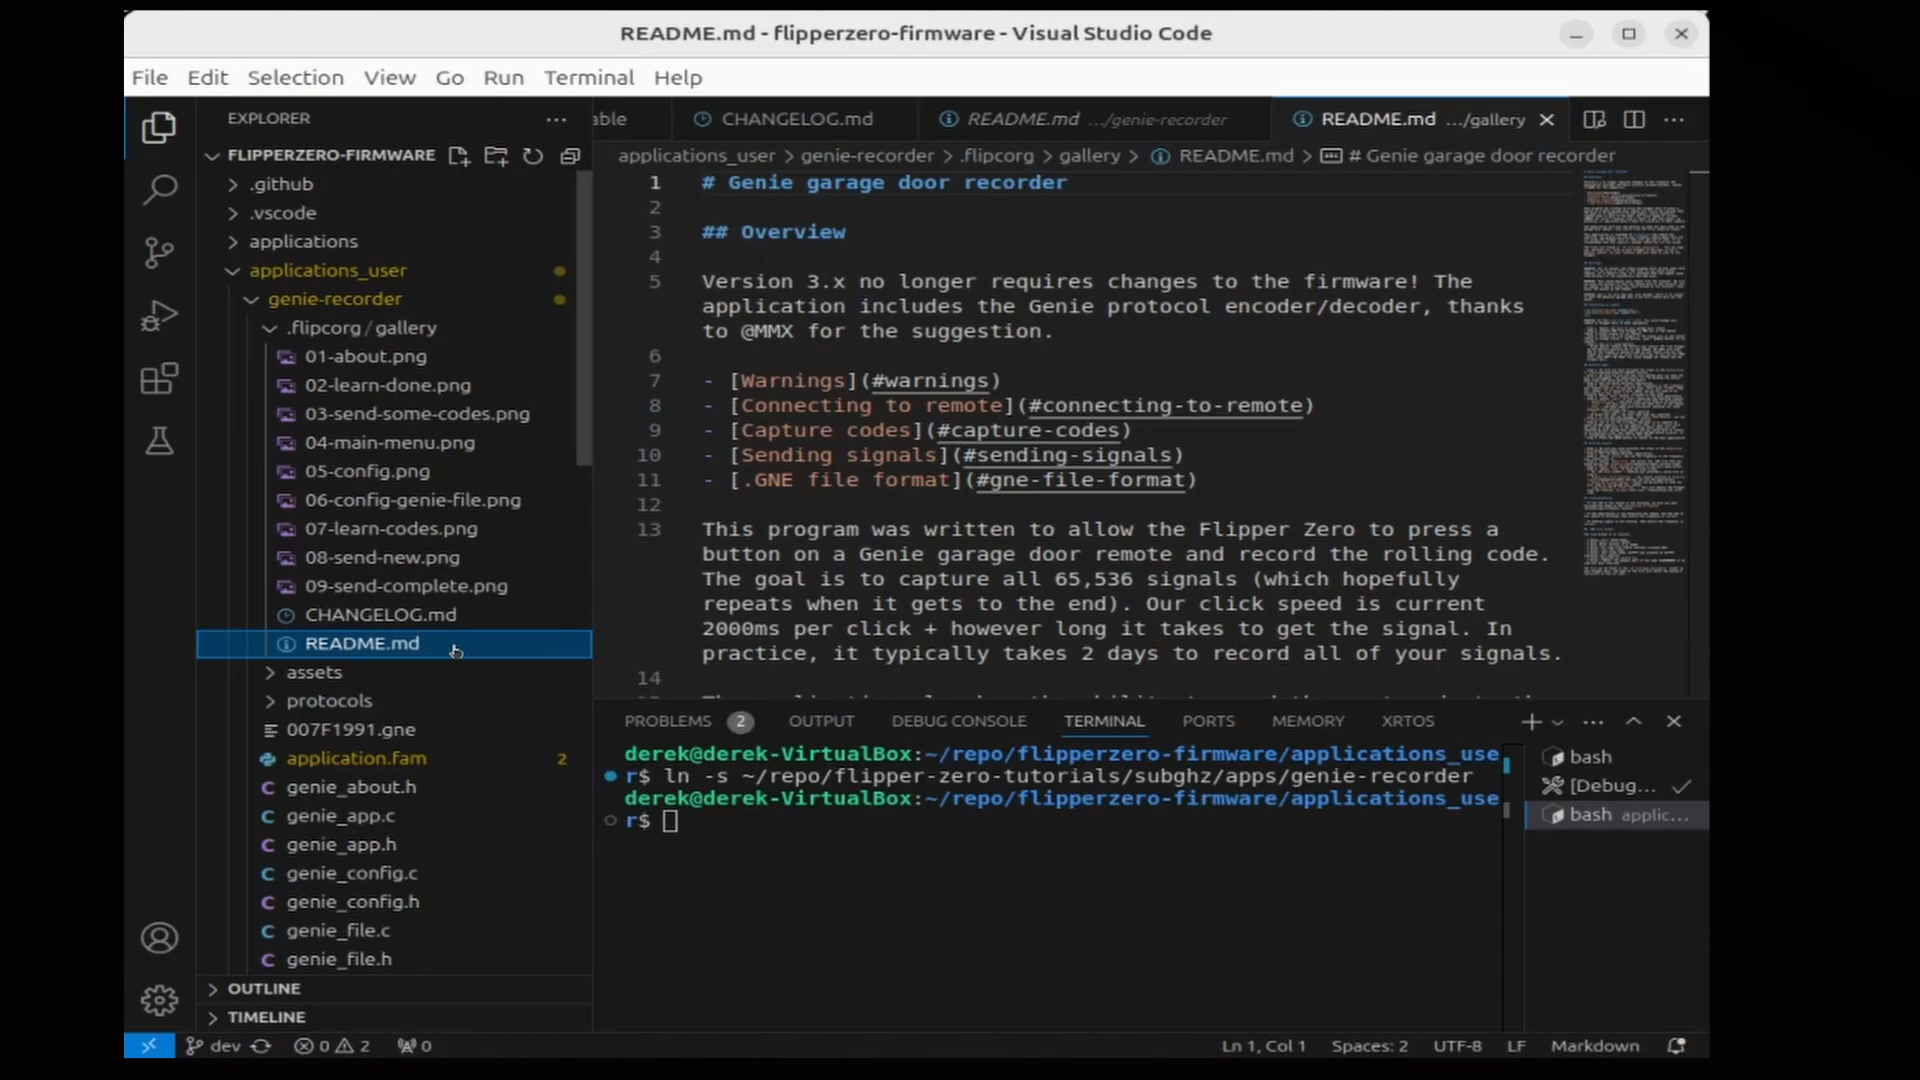 README.md - flipperzero-firmware - Visual Studio Code
File Edit Selection View Go Run Terminal Help
EXPLORER
able CHANGELOG.md README.md .../genie-recorder README.md .../gallery
FLIPPERZERO-FIRMWARE
applications_user > genie-recorder > .flipcorg > gallery > README.md > # Genie garage door recorder
.github
.vscode
applications
applications_user
genie-recorder
.flipcorg / gallery
01-about.png
02-learn-done.png
03-send-some-codes.png
04-main-menu.png
05-config.png
06-config-genie-file.png
07-learn-codes.png
08-send-new.png
09-send-complete.png
CHANGELOG.md
README.md
assets
protocols
007F1991.gne
application.fam 2
genie_about.h
genie_app.c
genie_app.h
genie_config.c
genie_config.h
genie_file.c
genie_file.h
OUTLINE
TIMELINE
1 # Genie garage door recorder
2
3 ## Overview
4
5 Version 3.x no longer requires changes to the firmware! The
application includes the Genie protocol encoder/decoder, thanks
to @MMX for the suggestion.
6
7 - [Warnings](#warnings)
8 - [Connecting to remote](#connecting-to-remote)
9 - [Capture codes](#capture-codes)
10 - [Sending signals](#sending-signals)
11 - [.GNE file format](#gne-file-format)
12
13 This program was written to allow the Flipper Zero to press a
button on a Genie garage door remote and record the rolling code.
The goal is to capture all 65,536 signals (which hopefully
repeats when it gets to the end). Our click speed is current
2000ms per click + however long it takes to get the signal. In
practice, it typically takes 2 days to record all of your signals.
14
PROBLEMS 2 OUTPUT DEBUG CONSOLE TERMINAL PORTS MEMORY XRTOS
derek@derek-VirtualBox:~/repo/flipperzero-firmware/applications_use
r$ ln -s ~/repo/flipper-zero-tutorials/subghz/apps/genie-recorder
derek@derek-VirtualBox:~/repo/flipperzero-firmware/applications_use
r$
bash
[Debug...
bash applic...
dev 0 2 0 Ln 1, Col 1 Spaces: 2 UTF-8 LF Markdown